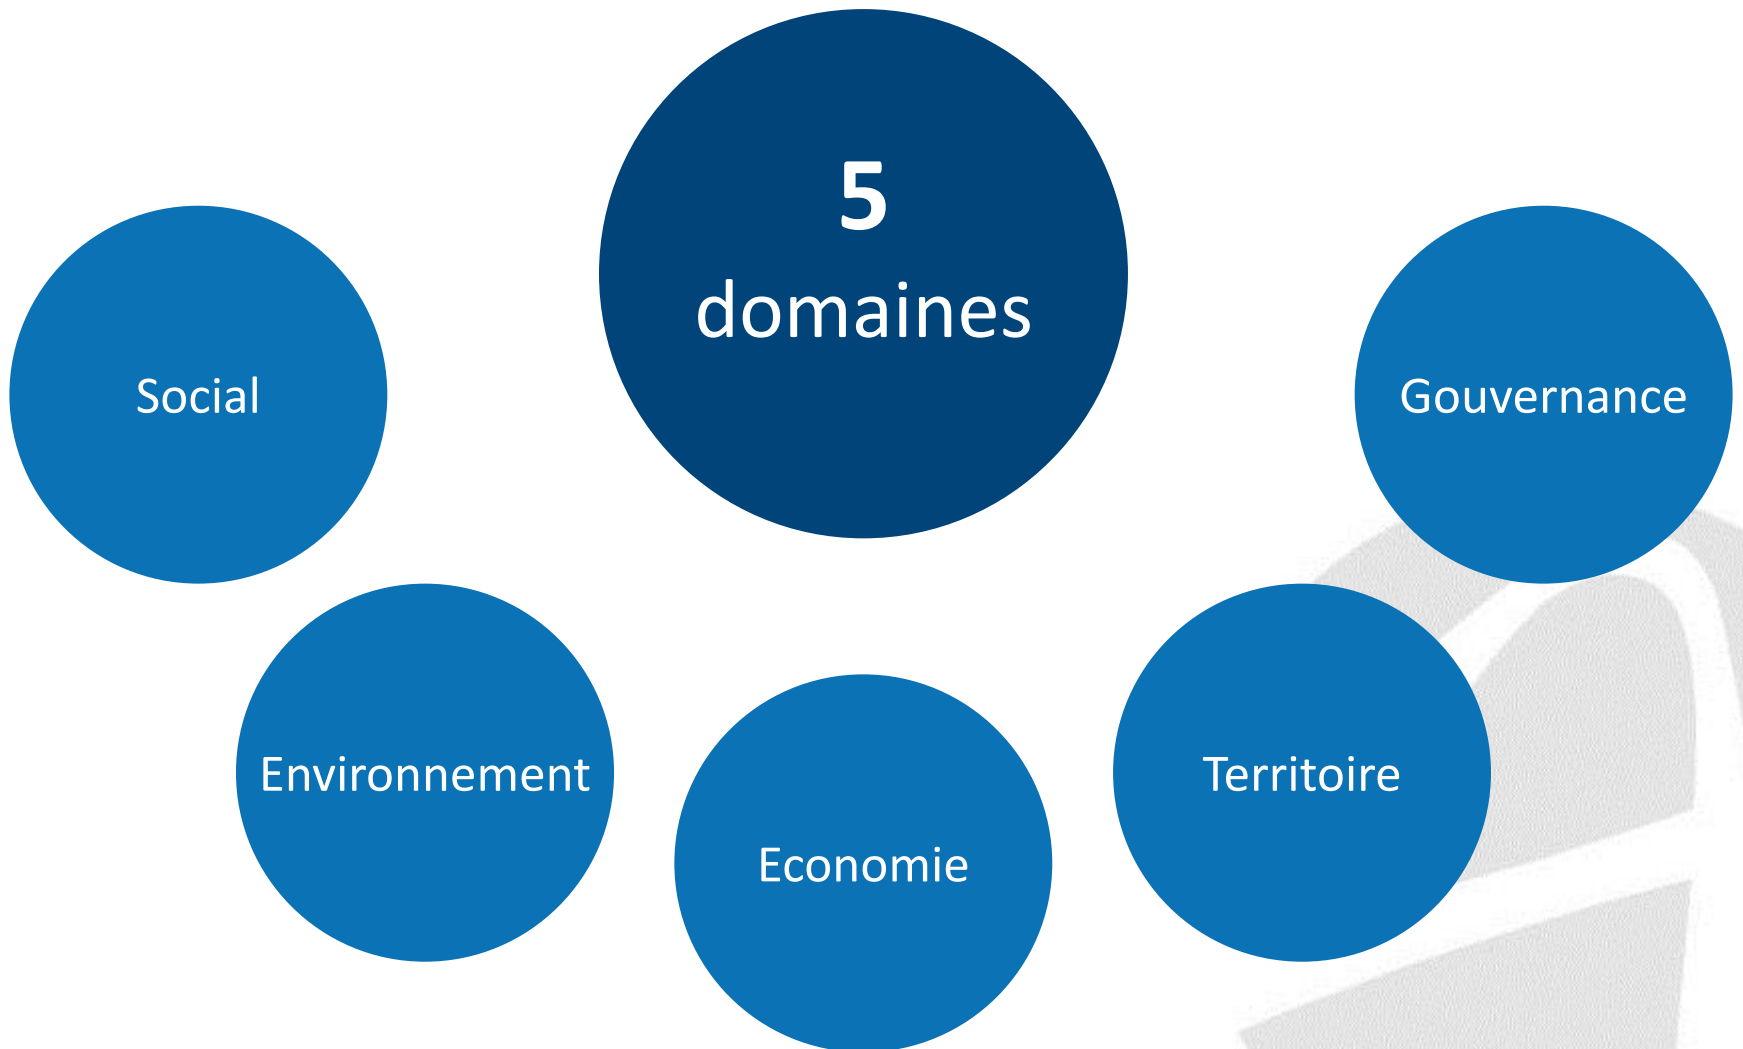 5
domaines
Social
Environnement
Economie
Territoire
Gouvernance